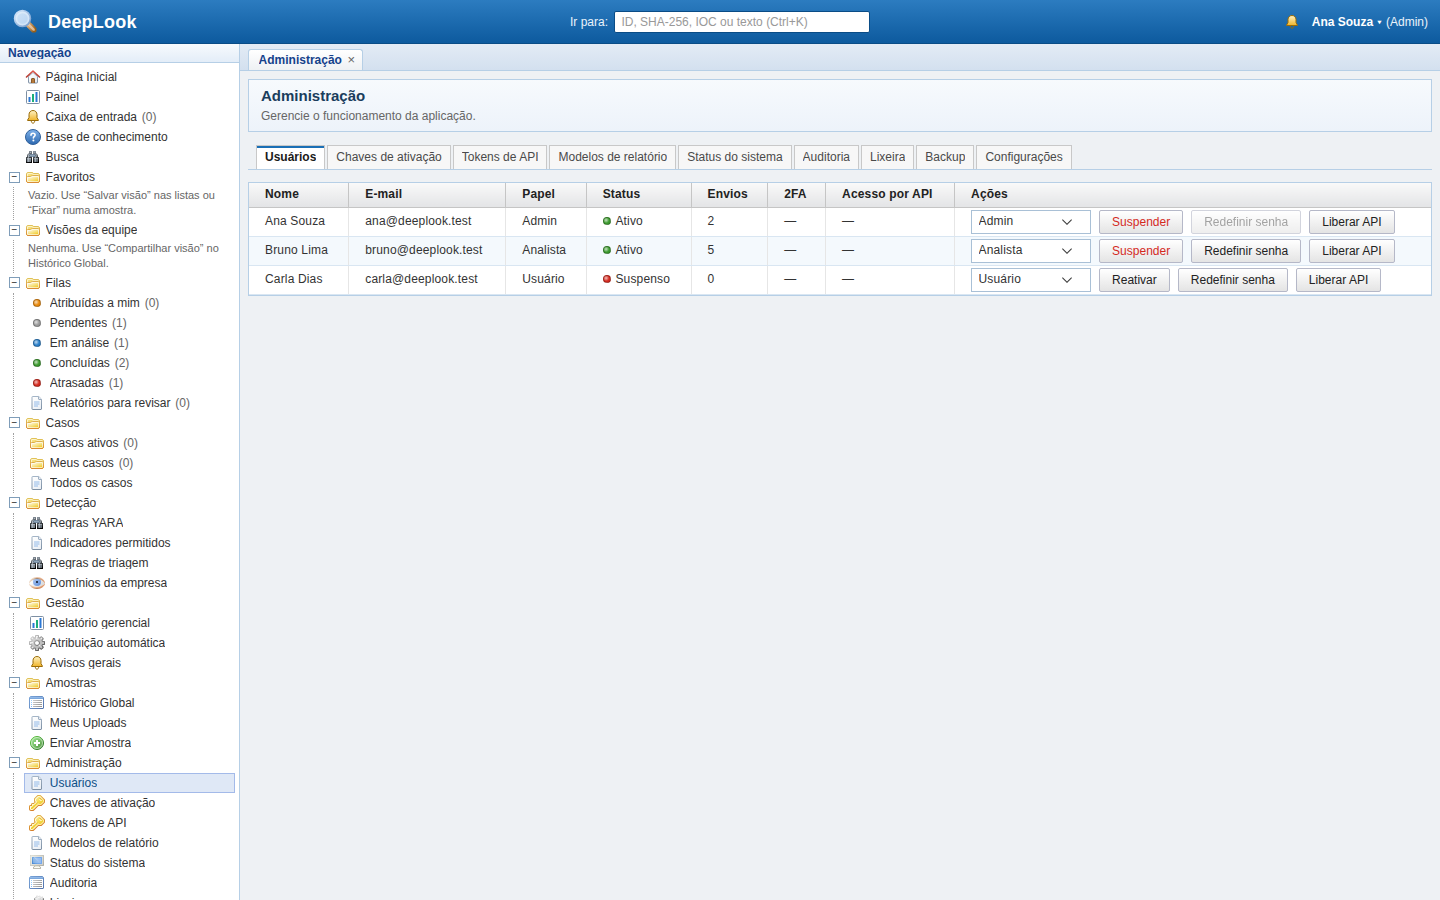 DeepLook
Ir para: ID, SHA-256, IOC ou texto (Ctrl+K)
Ana Souza (Admin)
Navegação
Página Inicial
Painel
Caixa de entrada (0)
Base de conhecimento
Busca
Favoritos
Vazio. Use “Salvar visão” nas listas ou
“Fixar” numa amostra.
Visões da equipe
Nenhuma. Use “Compartilhar visão” no
Histórico Global.
Filas
Atribuídas a mim (0)
Pendentes (1)
Em análise (1)
Concluídas (2)
Atrasadas (1)
Relatórios para revisar (0)
Casos
Casos ativos (0)
Meus casos (0)
Todos os casos
Detecção
Regras YARA
Indicadores permitidos
Regras de triagem
Domínios da empresa
Gestão
Relatório gerencial
Atribuição automática
Avisos gerais
Amostras
Histórico Global
Meus Uploads
Enviar Amostra
Administração
Usuários
Chaves de ativação
Tokens de API
Modelos de relatório
Status do sistema
Auditoria
Administração ×
Administração
Gerencie o funcionamento da aplicação.
Usuários Chaves de ativação Tokens de API Modelos de relatório Status do sistema Auditoria Lixeira Backup Configurações
Nome E-mail Papel Status Envios 2FA Acesso por API Ações
Ana Souza ana@deeplook.test Admin Ativo 2 — — Admin Suspender Redefinir senha Liberar API
Bruno Lima bruno@deeplook.test Analista Ativo 5 — — Analista Suspender Redefinir senha Liberar API
Carla Dias carla@deeplook.test Usuário Suspenso 0 — — Usuário Reativar Redefinir senha Liberar API